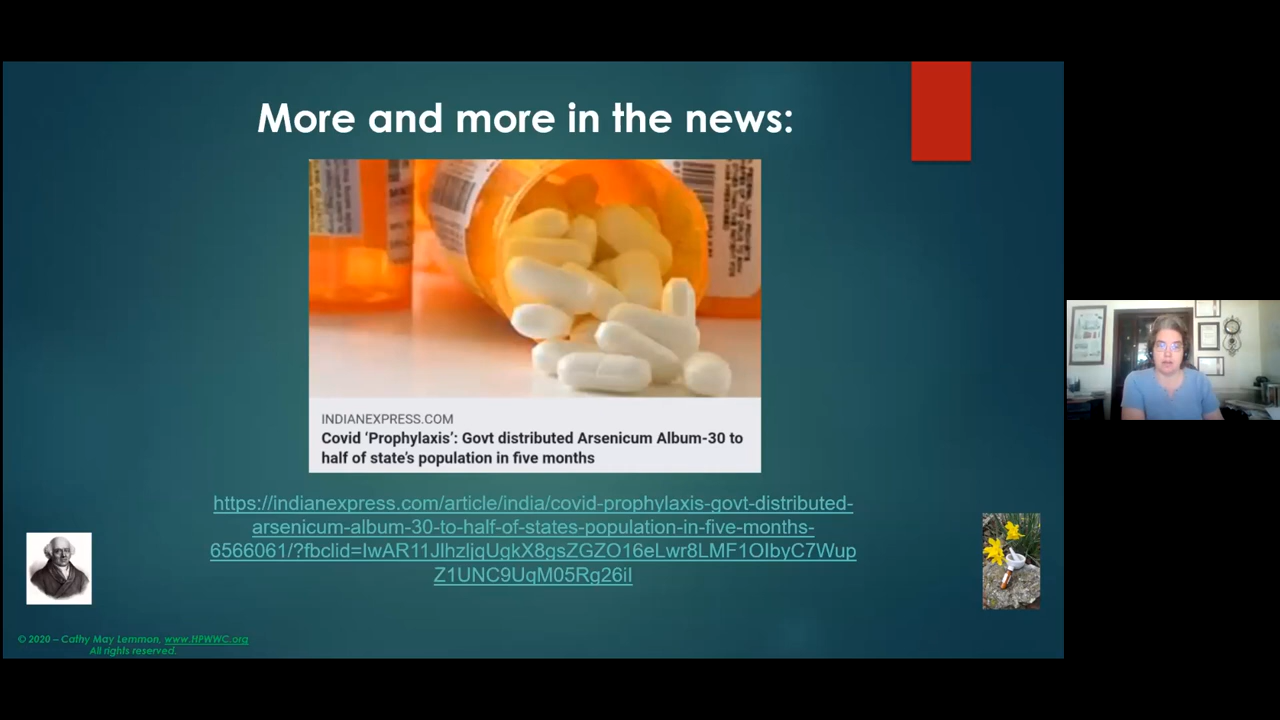 More and more in the news:
INDIANEXPRESS.COM
Covid ‘Prophylaxis’: Govt distributed Arsenicum Album-30 to
half of state's population in five months
https://indianexpress.com/article/india/covid-prophylaxis-govt-distributed-
arsenicum-album-30-to-half-of-states-population-in-five-months-
6566061/?fbclid=IwAR11JlhzljqUgkX8gsZGZO16eLwr8LMF1OIbyC7Wup
Z1UNC9UqM05Rg26iI
© 2020 – Cathy May Lemmon, www.HPWWC.org
All rights reserved.